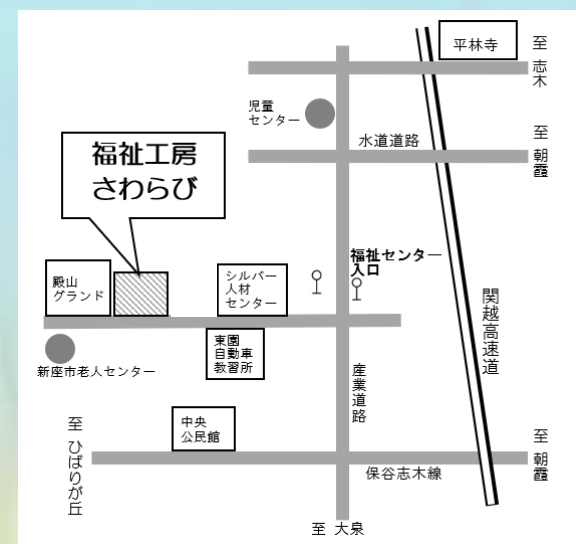 平林寺
至 志木
児童
センター
水道道路
至 朝霞
福祉工房
さわらび
福祉センター
入口
殿山
グランド
シルバー
人材
センター
関越高速道
東園
自動車
教習所
新座市老人センター
産業道路
中央
公民館
至 ひばりが丘
至 朝霞
保谷志木線
至 大泉